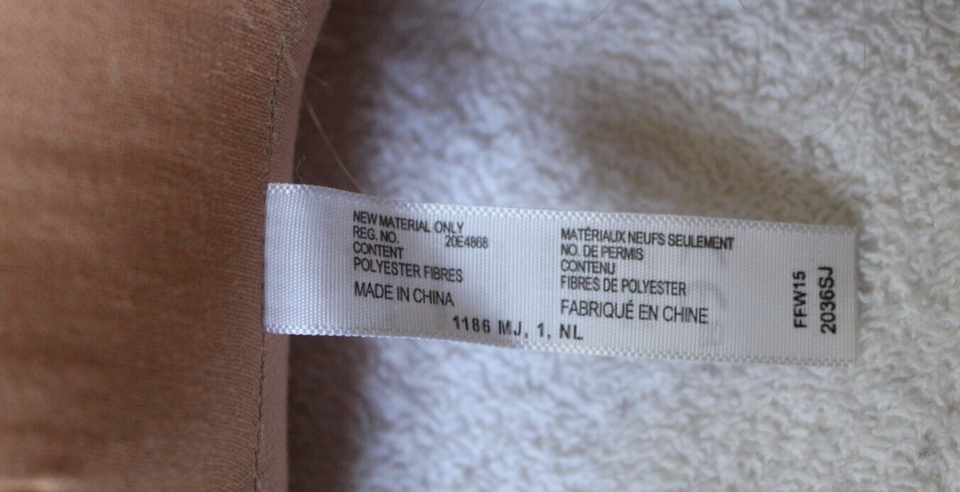 NEW MATERIAL ONLY
REG. NO. 20E4868
CONTENT
POLYESTER FIBRES
MADE IN CHINA
MATÉRIAUX NEUFS SEULEMENT
NO. DE PERMIS
CONTENU
FIBRES DE POLYESTER
FABRIQUÉ EN CHINE
1186 MJ, 1, NL
FFW15
2036SJ